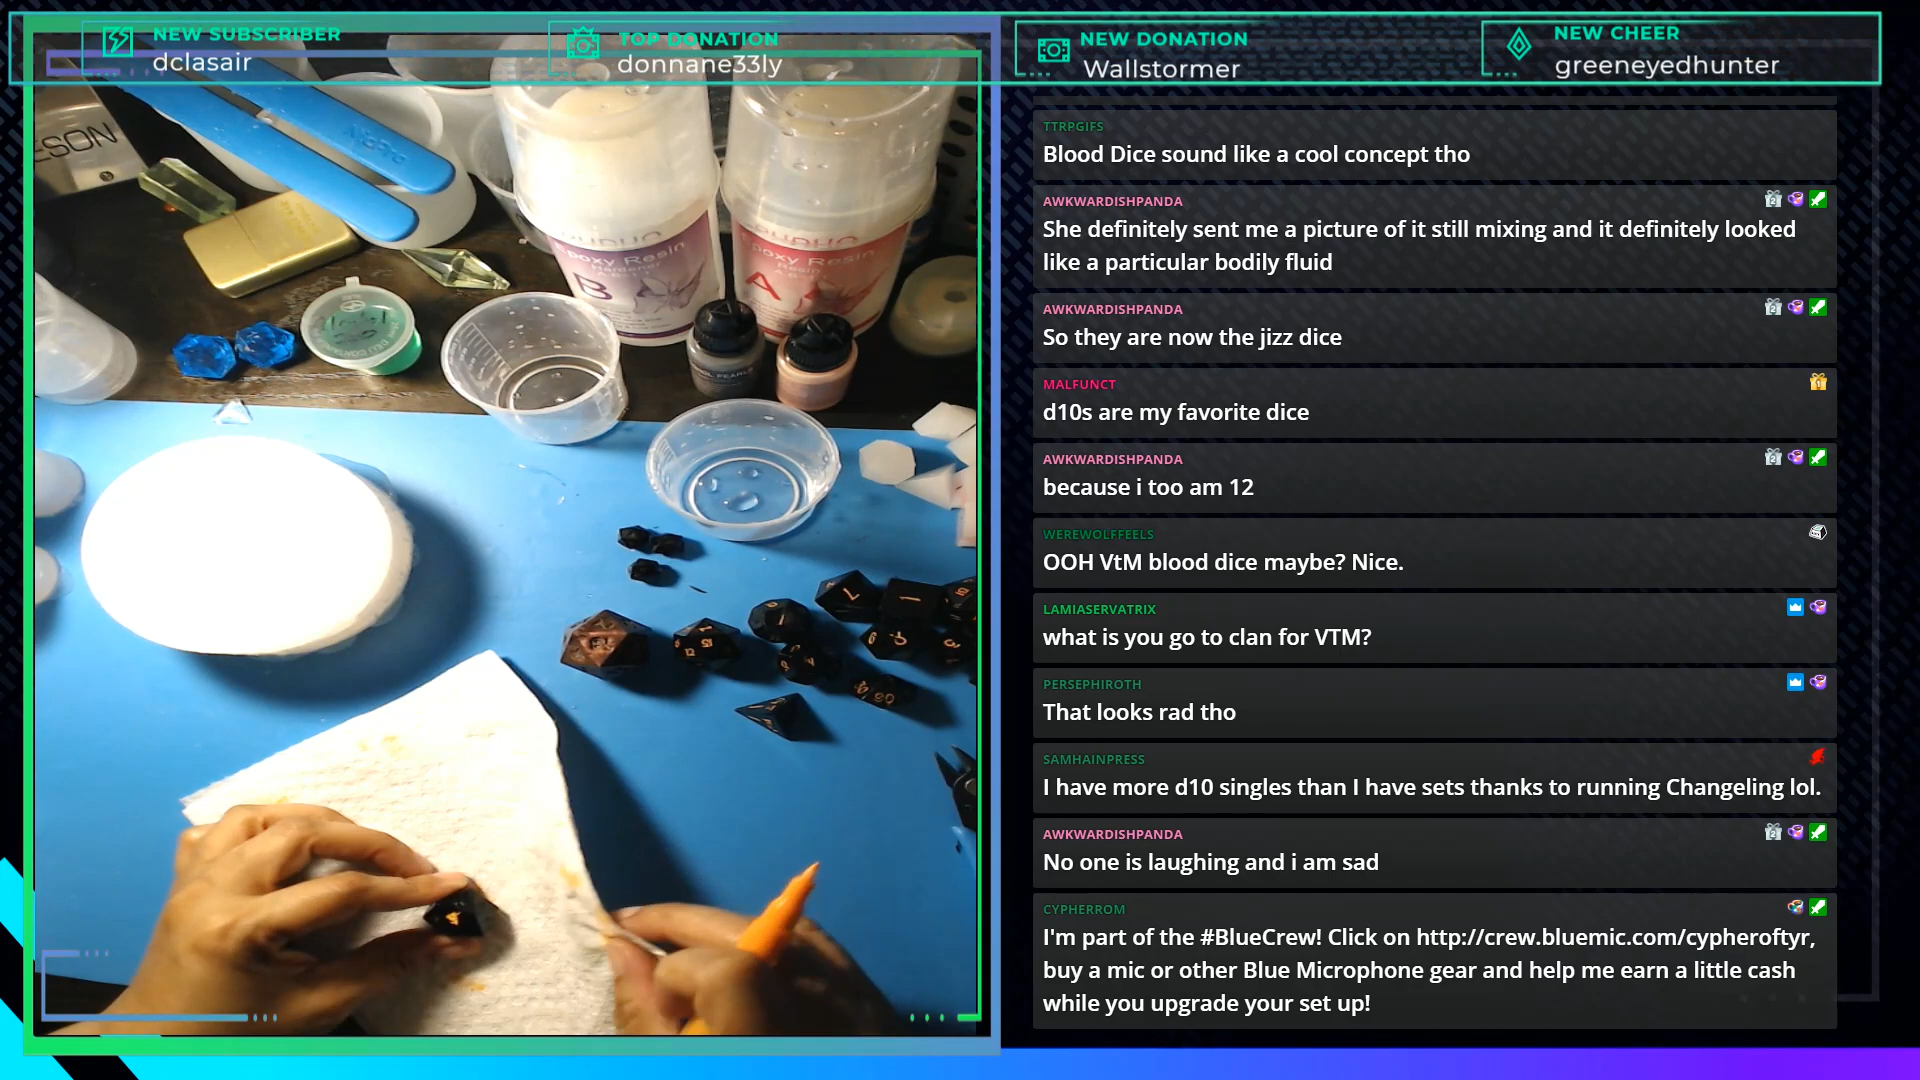 NEW SUBSCRIBER
dclasair
TOP DONATION
donnane33ly
NEW DONATION
Wallstormer
NEW CHEER
greeneyedhunter
ESON
Epoxy Resin
Hardener
B
Epoxy Resin
Resin
A
TTRPGIFS
Blood Dice sound like a cool concept tho
AWKWARDISHPANDA
She definitely sent me a picture of it still mixing and it definitely looked
like a particular bodily fluid
AWKWARDISHPANDA
So they are now the jizz dice
MALFUNCT
d10s are my favorite dice
AWKWARDISHPANDA
because i too am 12
WEREWOLFFEELS
OOH VtM blood dice maybe? Nice.
LAMIASERVATRIX
what is you go to clan for VTM?
PERSEPHIROTH
That looks rad tho
SAMHAINPRESS
I have more d10 singles than I have sets thanks to running Changeling lol.
AWKWARDISHPANDA
No one is laughing and i am sad
CYPHERROM
I'm part of the #BlueCrew! Click on http://crew.bluemic.com/cypheroftyr,
buy a mic or other Blue Microphone gear and help me earn a little cash
while you upgrade your set up!